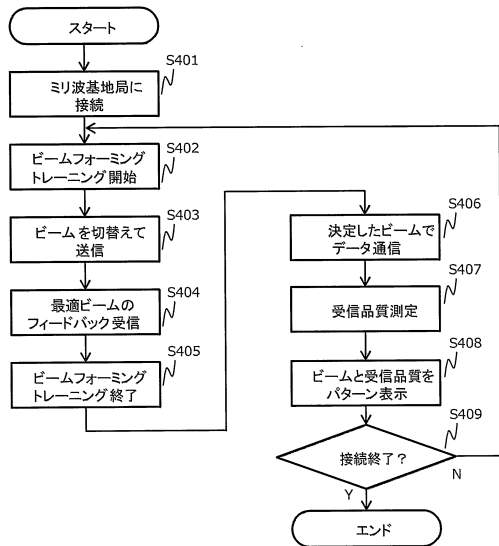 スタート
S401
ミリ波基地局に
接続
S402
ビームフォーミング
トレーニング開始
S403
ビームを切替えて
送信
S404
最適ビームの
フィードバック受信
S405
ビームフォーミング
トレーニング終了
S406
決定したビームで
データ通信
S407
受信品質測定
S408
ビームと受信品質を
パターン表示
S409
接続終了？
N
Y
エンド